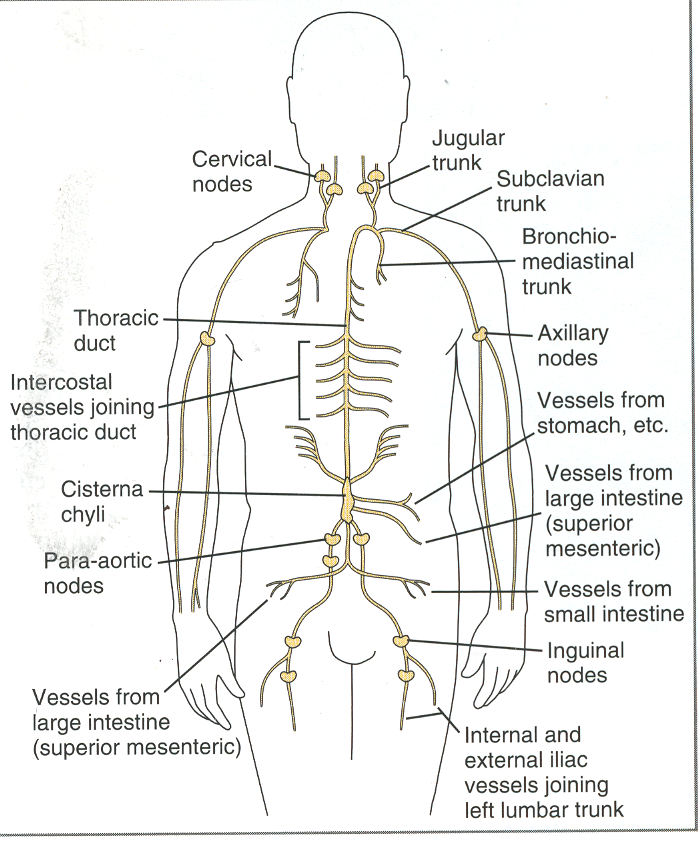 Cervical
nodes
Jugular
trunk
Subclavian
trunk
Bronchio-
mediastinal
trunk
Thoracic
duct
Axillary
nodes
Intercostal
vessels joining
thoracic duct
Vessels from
stomach, etc.
Cisterna
chyli
Vessels from
large intestine
(superior
mesenteric)
Para-aortic
nodes
Vessels from
small intestine
Inguinal
nodes
Vessels from
large intestine
(superior mesenteric)
Internal and
external iliac
vessels joining
left lumbar trunk